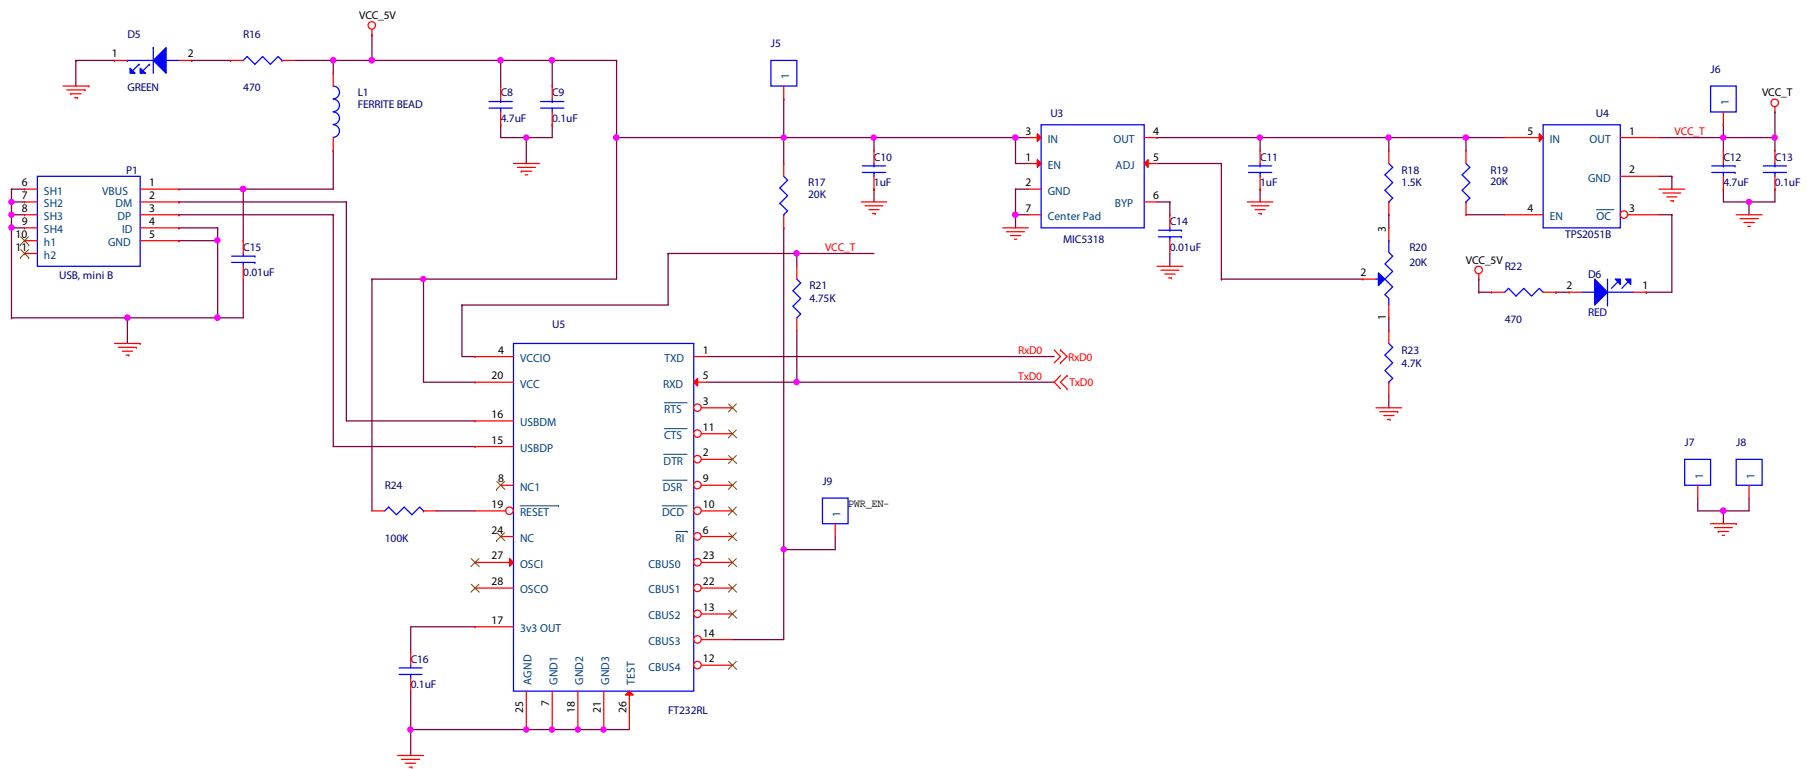 VCC_5V
D5
R16
1
2
GREEN
470
L1
FERRITE BEAD
C8
4.7uF
C9
0.1uF
J5
1
J6
1
VCC_T
P1
6
SH1
7
SH2
8
SH3
9
SH4
10
h1
11
h2
VBUS
1
DM
2
DP
3
ID
4
GND
5
USB, mini B
C15
0.01uF
R17
20K
C10
1uF
U3
3
IN
1
EN
2
GND
7
Center Pad
OUT
4
ADJ
5
BYP
6
MIC5318
C14
0.01uF
C11
1uF
R18
1.5K
R19
20K
U4
5
IN
4
EN
OUT
1
GND
2
OC
3
TPS2051B
VCC_T
C12
4.7uF
C13
0.1uF
3
R20
20K
2
1
R23
4.7K
VCC_5V
R22
470
2
D6
1
RED
VCC_T
R21
4.75K
U5
4
VCCIO
20
VCC
16
USBDM
15
USBDP
8
NC1
19
RESET
24
NC
27
OSCI
28
OSCO
17
3v3 OUT
TXD
1
RXD
5
RTS
3
CTS
11
DTR
2
DSR
9
DCD
10
RI
6
CBUS0
23
CBUS1
22
CBUS2
13
CBUS3
14
CBUS4
12
AGND
GND1
GND2
GND3
TEST
25
7
18
21
26
FT232RL
RxD0
RxD0
TxD0
TxD0
R24
100K
C16
0.1uF
J9
1
PWR_EN-
J7
1
J8
1